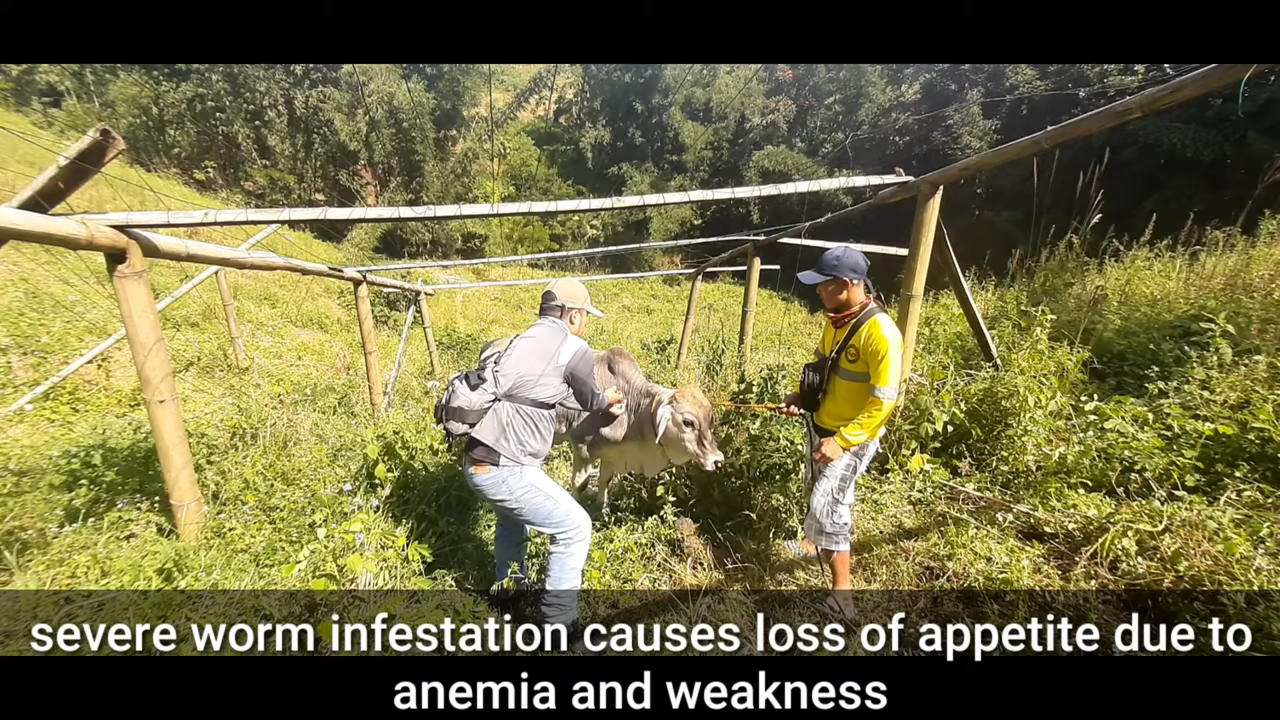 severe worm infestation causes loss of appetite due to
anemia and weakness